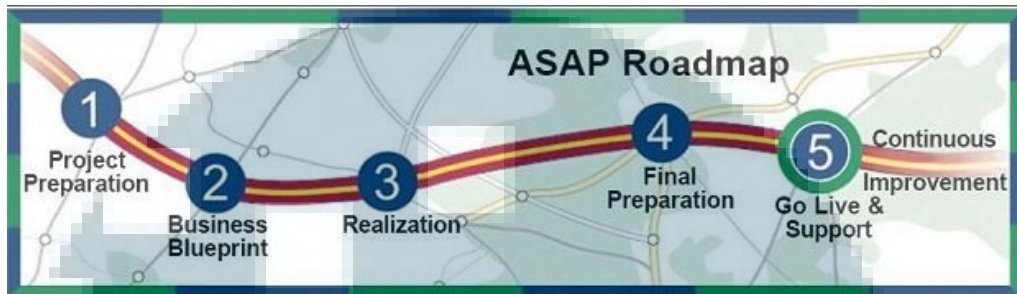 ASAP Roadmap
1
Project
Preparation
2
Business
Blueprint
3
Realization
4
Final
Preparation
5
Go Live &
Support
Continuous
Improvement